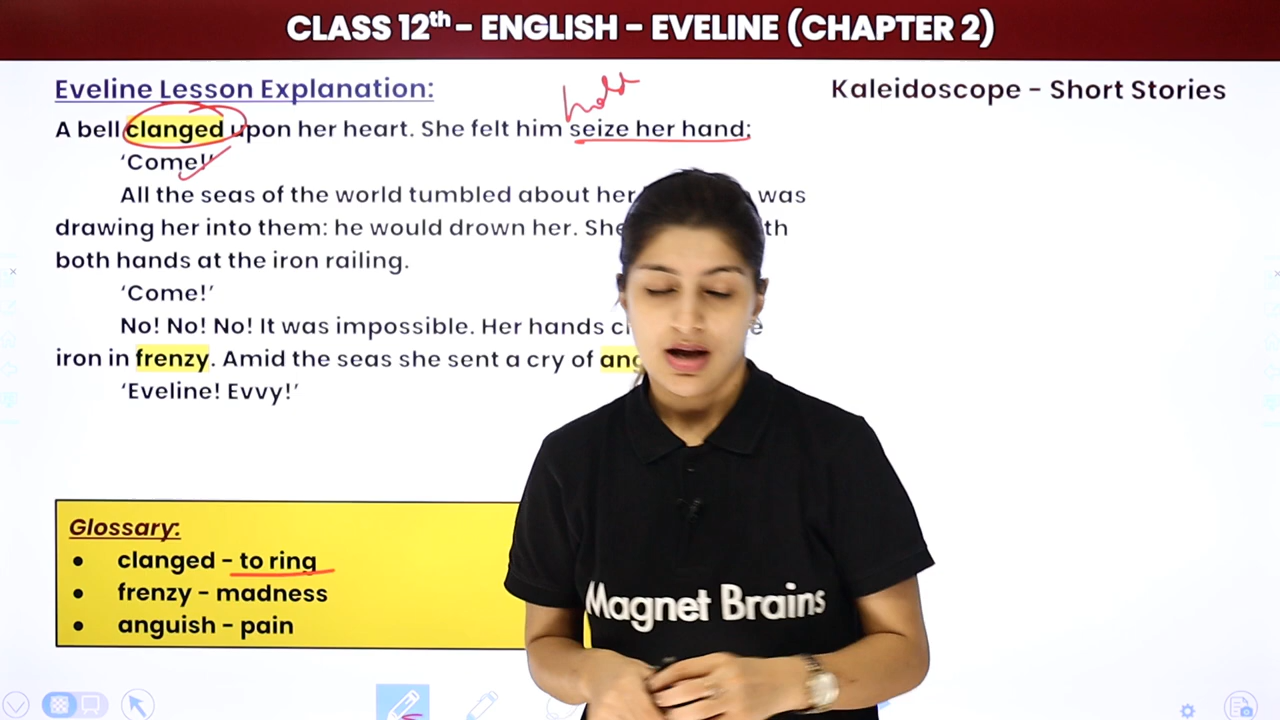 CLASS 12th - ENGLISH - EVELINE (CHAPTER 2)
Eveline Lesson Explanation:
Kaleidoscope - Short Stories
hold
A bell clanged upon her heart. She felt him seize her hand:
'Come!'
All the seas of the world tumbled about her was
drawing her into them: he would drown her. She th
both hands at the iron railing.
'Come!'
No! No! No! It was impossible. Her hands cl e
iron in frenzy. Amid the seas she sent a cry of ang
'Eveline! Evvy!'
Glossary:
• clanged - to ring
• frenzy - madness
• anguish - pain
Magnet Brains